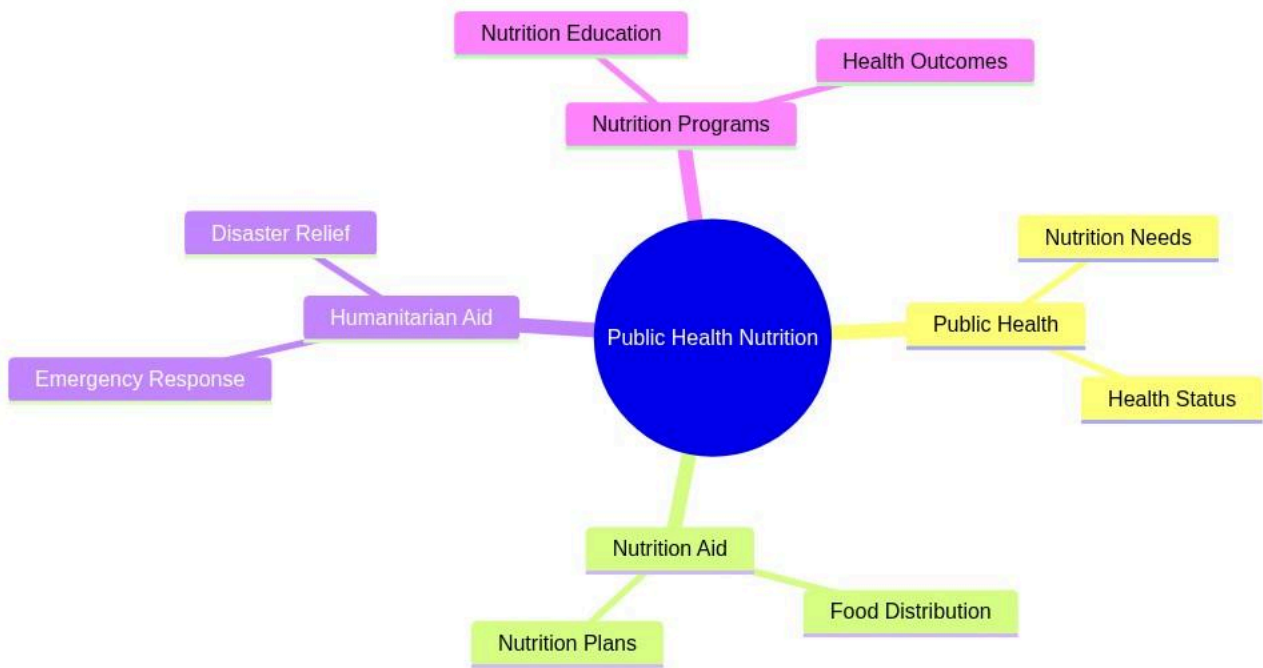 Nutrition Education
Health Outcomes
Nutrition Programs
Disaster Relief
Nutrition Needs
Humanitarian Aid
Public Health Nutrition
Public Health
Emergency Response
Health Status
Nutrition Aid
Food Distribution
Nutrition Plans